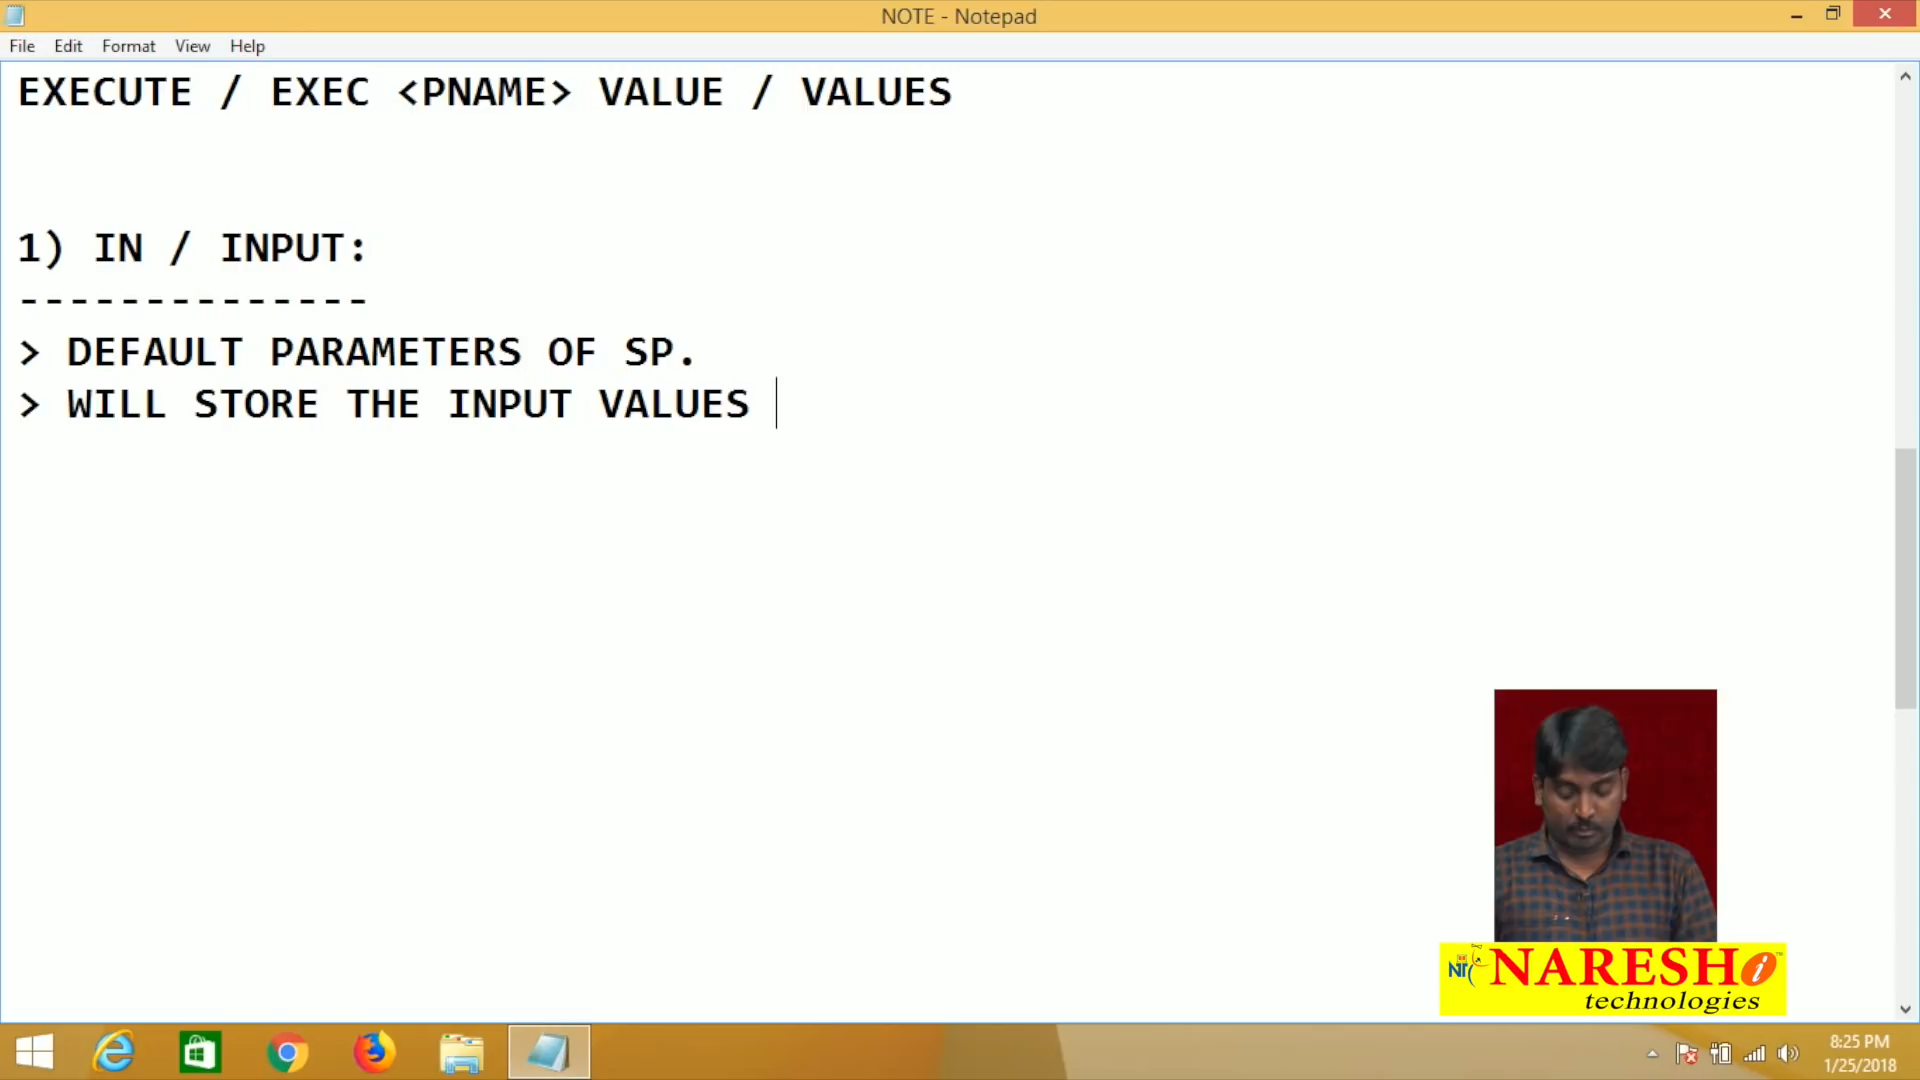 NOTE - Notepad
File Edit Format View Help
EXECUTE / EXEC <PNAME> VALUE / VALUES
1) IN / INPUT:
--------------
> DEFAULT PARAMETERS OF SP.
> WILL STORE THE INPUT VALUES
NT
NARESH i
technologies
8:25 PM
1/25/2018